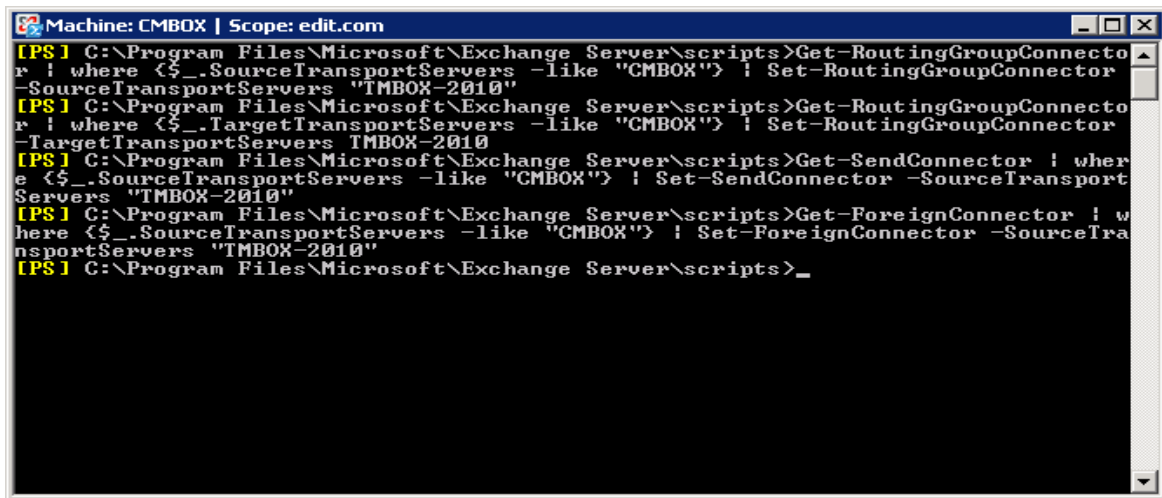 Machine: CMBOX | Scope: edit.com
[PS] C:\Program Files\Microsoft\Exchange Server\scripts>Get-RoutingGroupConnecto
r | where {$_.SourceTransportServers -like "CMBOX"} | Set-RoutingGroupConnector
-SourceTransportServers "TMBOX-2010"
[PS] C:\Program Files\Microsoft\Exchange Server\scripts>Get-RoutingGroupConnecto
r | where {$_.TargetTransportServers -like "CMBOX"} | Set-RoutingGroupConnector
-TargetTransportServers TMBOX-2010
[PS] C:\Program Files\Microsoft\Exchange Server\scripts>Get-SendConnector | wher
e {$_.SourceTransportServers -like "CMBOX"} | Set-SendConnector -SourceTransport
Servers "TMBOX-2010"
[PS] C:\Program Files\Microsoft\Exchange Server\scripts>Get-ForeignConnector | w
here {$_.SourceTransportServers -like "CMBOX"} | Set-ForeignConnector -SourceTra
nsportServers "TMBOX-2010"
[PS] C:\Program Files\Microsoft\Exchange Server\scripts>_